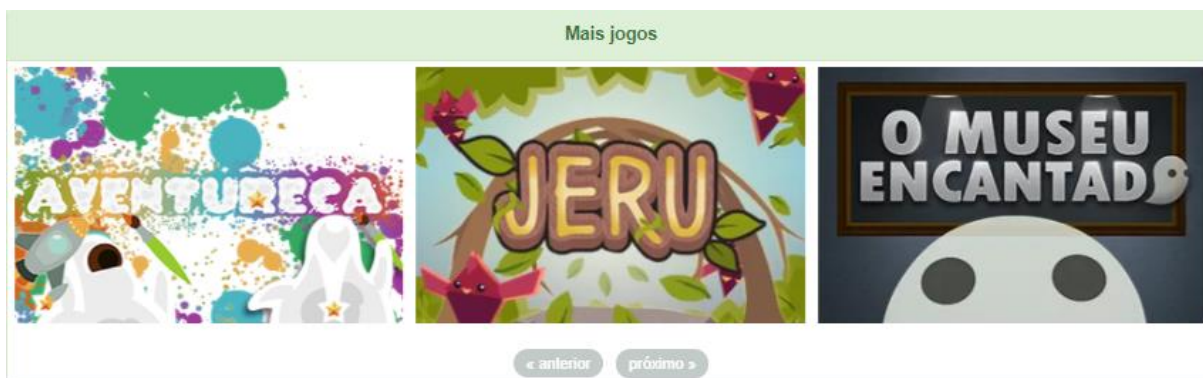 Mais jogos
AVENTURECA
JERU
O MUSEU
ENCANTADO
« anterior
próximo »